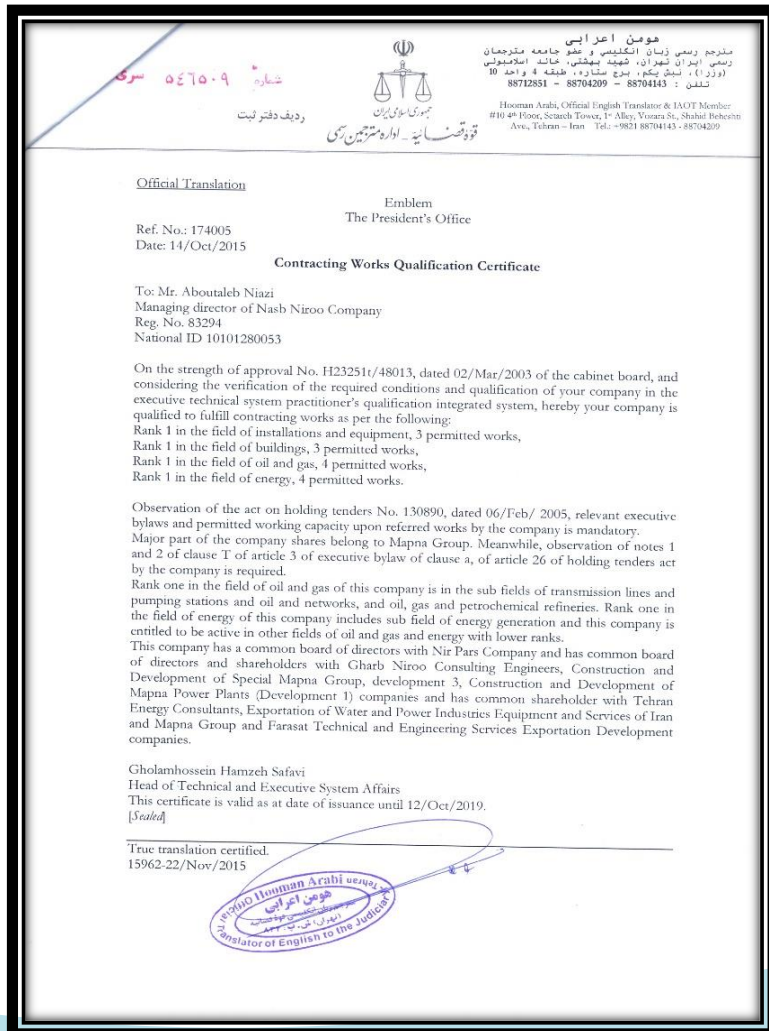 هومن اعرابی
مترجم رسمی زبان انگلیسی و عضو جامعه مترجمان
رسمی ایران تهران، شهید بهشتی، خالد اسلامبولی
(وزرا)، نبش یکم، برج ستاره، طبقه 4 واحد 10
تلفن : 88704143 - 88704209 - 88712851
Hooman Arabi, Official English Translator & IAOT Member
#10 4th Floor, Setareh Tower, 1st Alley, Vozara St., Shahid Beheshti
Ave., Tehran – Iran Tel.: +9821 88704143 - 88704209
جمهوری اسلامی ایران
قوه قضائیه - اداره مترجمین رسمی
شماره ٥٤٦٥٠٩ سری
ردیف دفتر ثبت
Official Translation
Emblem
The President's Office
Ref. No.: 174005
Date: 14/Oct/2015
Contracting Works Qualification Certificate
To: Mr. Aboutaleb Niazi
Managing director of Nasb Niroo Company
Reg. No. 83294
National ID 10101280053
On the strength of approval No. H23251t/48013, dated 02/Mar/2003 of the cabinet board, and
considering the verification of the required conditions and qualification of your company in the
executive technical system practitioner's qualification integrated system, hereby your company is
qualified to fulfill contracting works as per the following:
Rank 1 in the field of installations and equipment, 3 permitted works,
Rank 1 in the field of buildings, 3 permitted works,
Rank 1 in the field of oil and gas, 4 permitted works,
Rank 1 in the field of energy, 4 permitted works.
Observation of the act on holding tenders No. 130890, dated 06/Feb/ 2005, relevant executive
bylaws and permitted working capacity upon referred works by the company is mandatory.
Major part of the company shares belong to Mapna Group. Meanwhile, observation of notes 1
and 2 of clause T of article 3 of executive bylaw of clause a, of article 26 of holding tenders act
by the company is required.
Rank one in the field of oil and gas of this company is in the sub fields of transmission lines and
pumping stations and oil and networks, and oil, gas and petrochemical refineries. Rank one in
the field of energy of this company includes sub field of energy generation and this company is
entitled to be active in other fields of oil and gas and energy with lower ranks.
This company has a common board of directors with Nir Pars Company and has common board
of directors and shareholders with Gharb Niroo Consulting Engineers, Construction and
Development of Special Mapna Group, development 3, Construction and Development of
Mapna Power Plants (Development 1) companies and has common shareholder with Tehran
Energy Consultants, Exportation of Water and Power Industries Equipment and Services of Iran
and Mapna Group and Farasat Technical and Engineering Services Exportation Development
companies.
Gholamhossein Hamzeh Safavi
Head of Technical and Executive System Affairs
This certificate is valid as at date of issuance until 12/Oct/2019.
[Sealed]
True translation certified.
15962-22/Nov/2015
Hooman Arabi
هومن اعرابی
Translator of English to the Judiciary